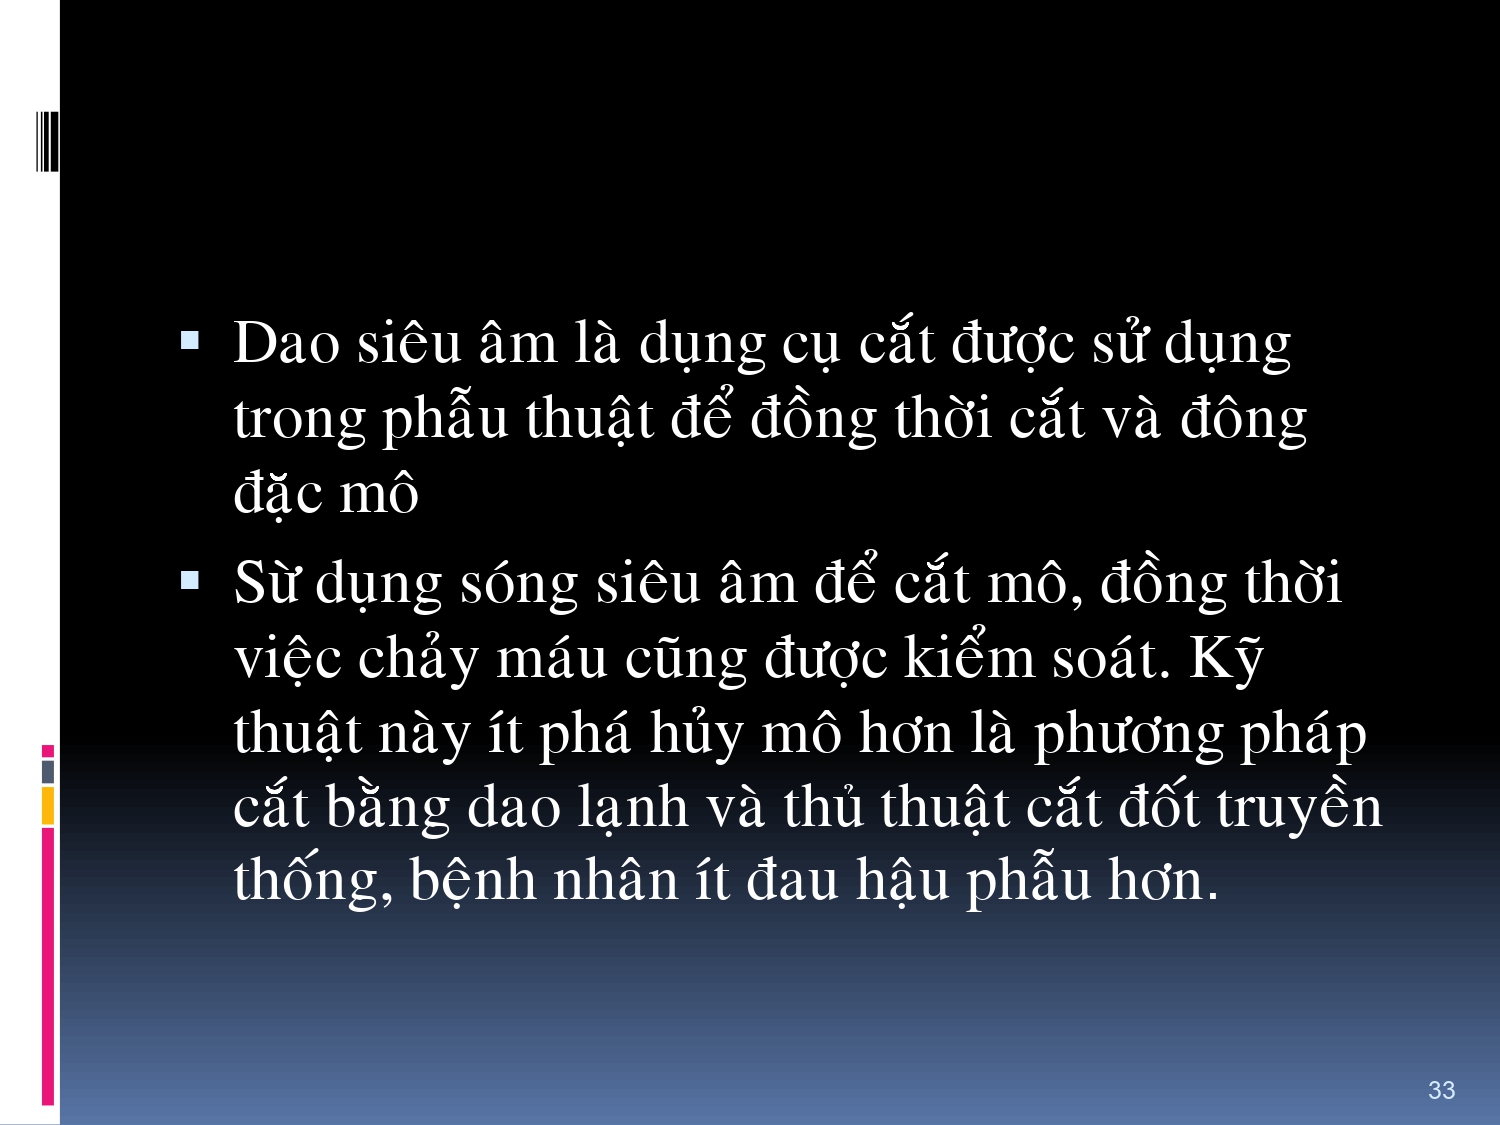 ▪ Dao siêu âm là dụng cụ cắt được sử dụng
trong phẫu thuật để đồng thời cắt và đông
đặc mô
▪ Sừ dụng sóng siêu âm để cắt mô, đồng thời
việc chảy máu cũng được kiểm soát. Kỹ
thuật này ít phá hủy mô hơn là phương pháp
cắt bằng dao lạnh và thủ thuật cắt đốt truyền
thống, bệnh nhân ít đau hậu phẫu hơn.
33